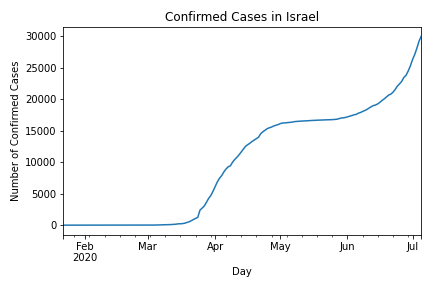 Confirmed Cases in Israel
Number of Confirmed Cases
30000
25000
20000
15000
10000
5000
0
Feb Mar Apr May Jun Jul
2020
Day